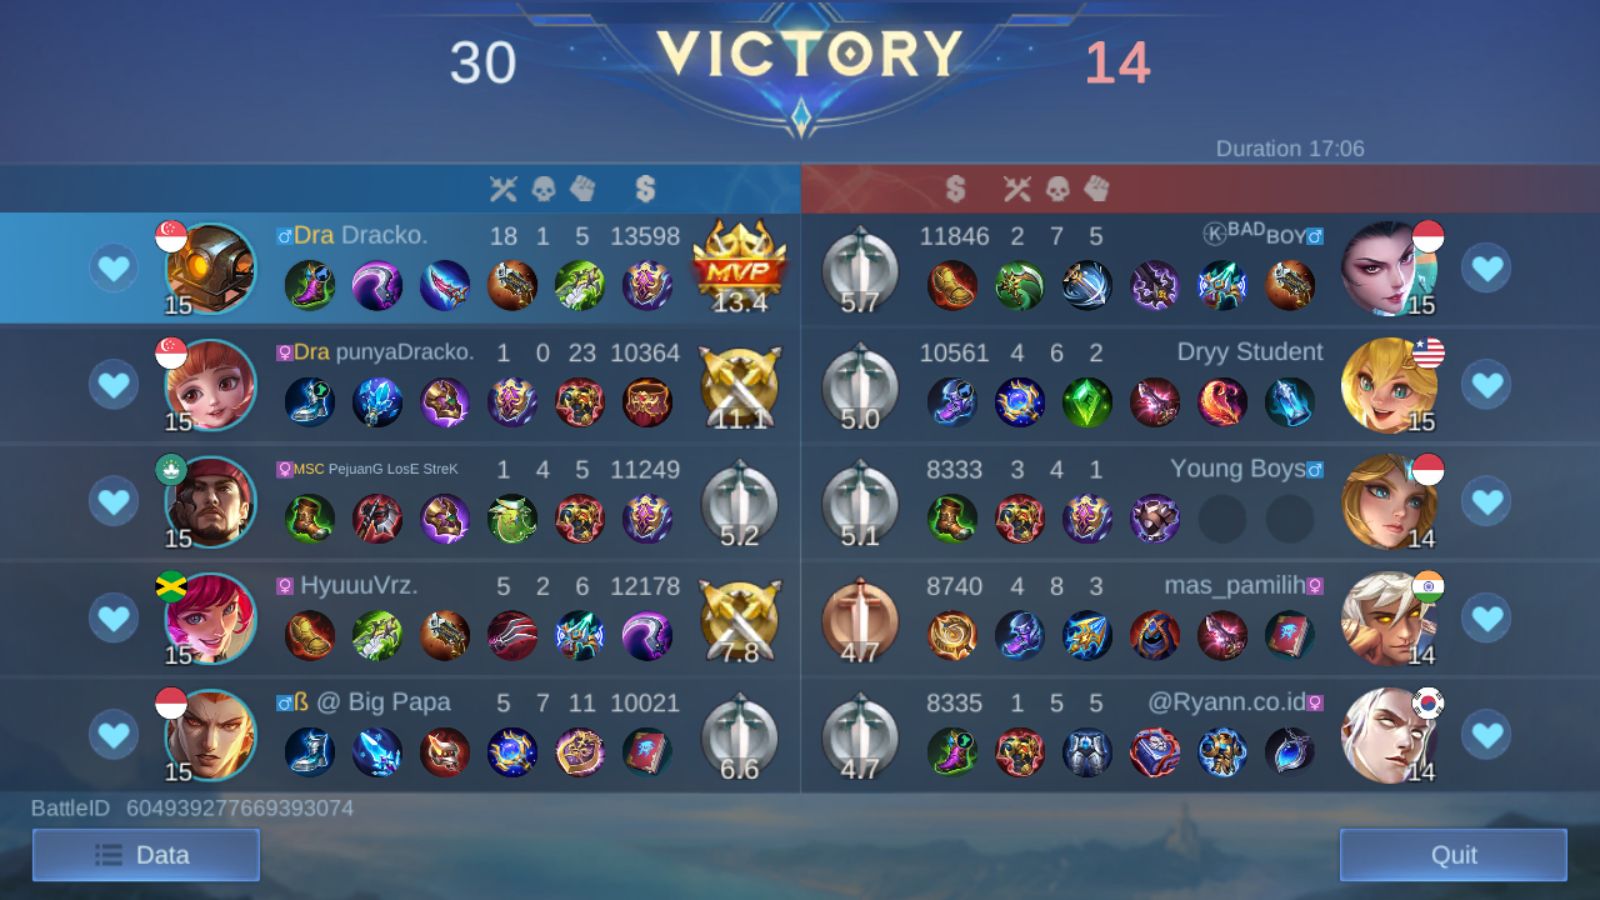 30 VICTORY 14
Duration 17:06
Dra Dracko. 18 1 5 13598
MVP
15 13.4
11846 2 7 5 BAD BOY
5.7 15
Dra punyaDracko. 1 0 23 10364
15 11.1
10561 4 6 2 Dryy Student
5.0 15
MSC PejuanG LosE StreK 1 4 5 11249
15 5.2
8333 3 4 1 Young Boys
5.1 14
HyuuuVrz. 5 2 6 12178
15 7.8
8740 4 8 3 mas_pamilih
4.7 14
ß @ Big Papa 5 7 11 10021
15 6.6
8335 1 5 5 @Ryann.co.id
4.7 14
BattleID 604939277669393074
Data
Quit